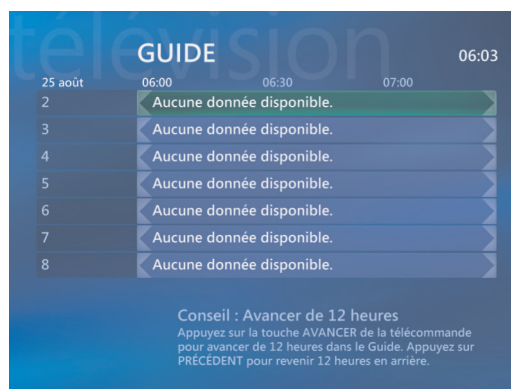 télévision
GUIDE 06:03
25 août 06:00 06:30 07:00
2 Aucune donnée disponible.
3 Aucune donnée disponible.
4 Aucune donnée disponible.
5 Aucune donnée disponible.
6 Aucune donnée disponible.
7 Aucune donnée disponible.
8 Aucune donnée disponible.
Conseil : Avancer de 12 heures
Appuyez sur la touche AVANCER de la télécommande
pour avancer de 12 heures dans le Guide. Appuyez sur
PRÉCÉDENT pour revenir 12 heures en arrière.